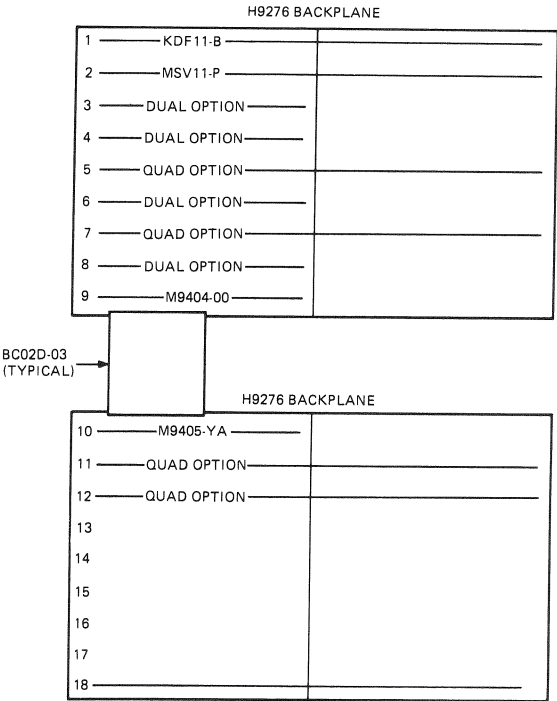 H9276 BACKPLANE
1 KDF11-B
2 MSV11-P
3 DUAL OPTION
4 DUAL OPTION
5 QUAD OPTION
6 DUAL OPTION
7 QUAD OPTION
8 DUAL OPTION
9 M9404-00
BC02D-03
(TYPICAL)
H9276 BACKPLANE
10 M9405-YA
11 QUAD OPTION
12 QUAD OPTION
13
14
15
16
17
18